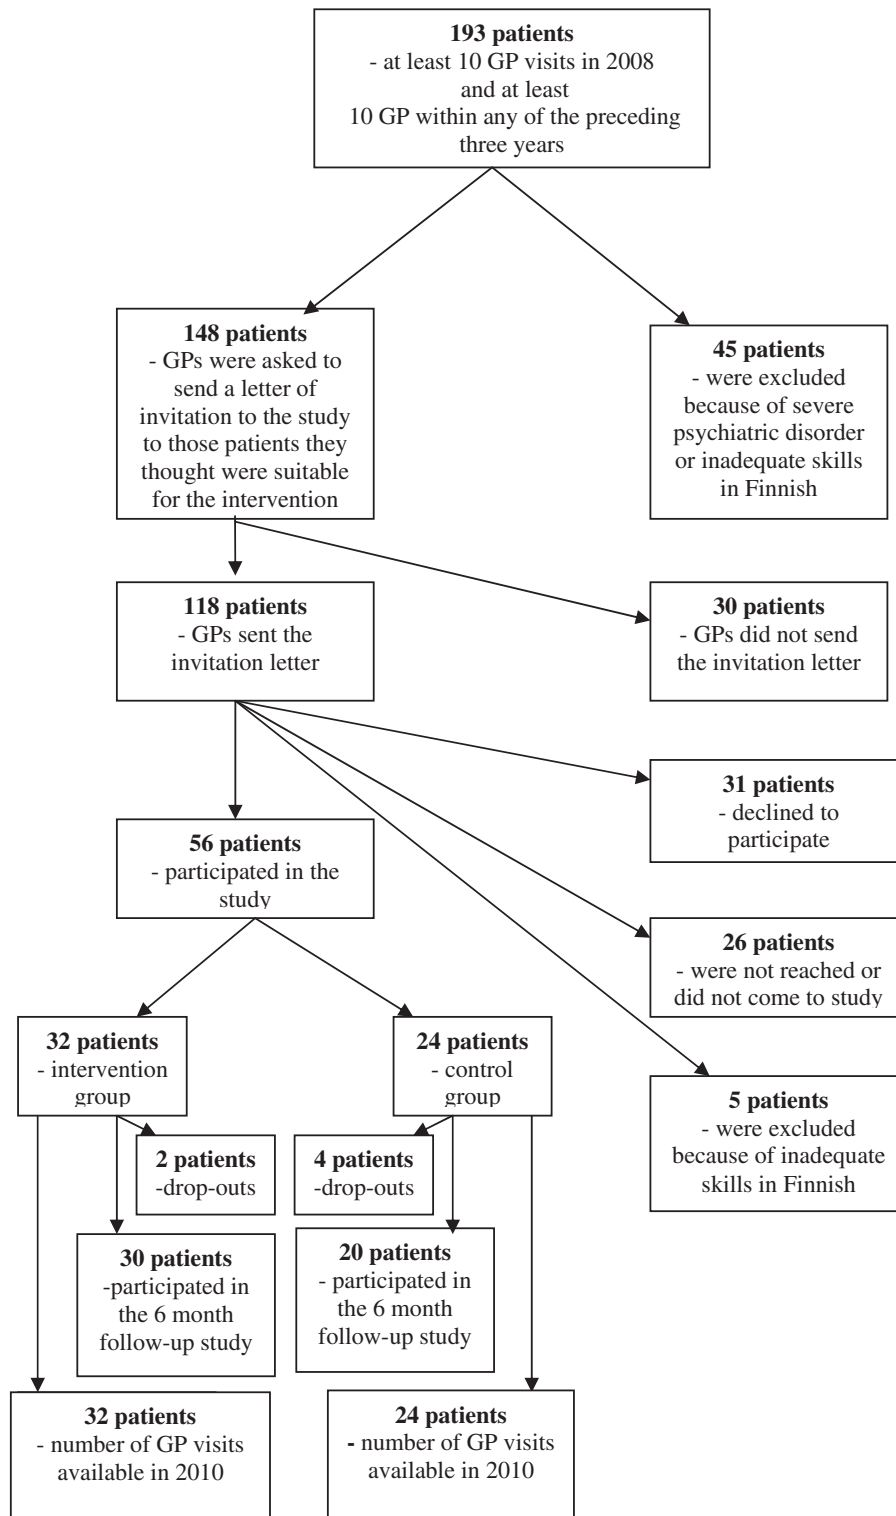 193 patients
- at least 10 GP visits in 2008
and at least
10 GP within any of the preceding
three years
148 patients
- GPs were asked to
send a letter of
invitation to the study
to those patients they
thought were suitable
for the intervention
45 patients
- were excluded
because of severe
psychiatric disorder
or inadequate skills
in Finnish
118 patients
- GPs sent the
invitation letter
30 patients
- GPs did not send
the invitation letter
31 patients
- declined to
participate
56 patients
- participated in the
study
26 patients
- were not reached or
did not come to study
32 patients
- intervention
group
24 patients
- control
group
5 patients
- were excluded
because of inadequate
skills in Finnish
2 patients
-drop-outs
4 patients
-drop-outs
30 patients
-participated in
the 6 month
follow-up study
20 patients
- participated in
the 6 month
follow-up study
32 patients
- number of GP visits
available in 2010
24 patients
- number of GP visits
available in 2010